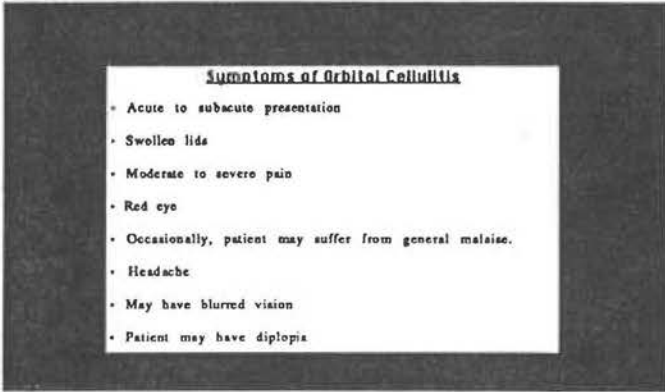 Symptoms of Orbital Cellulitis
• Acute to subacute presentation
• Swollen lids
• Moderate to severe pain
• Red eye
• Occasionally, patient may suffer from general malaise.
• Headache
• May have blurred vision
• Patient may have diplopia